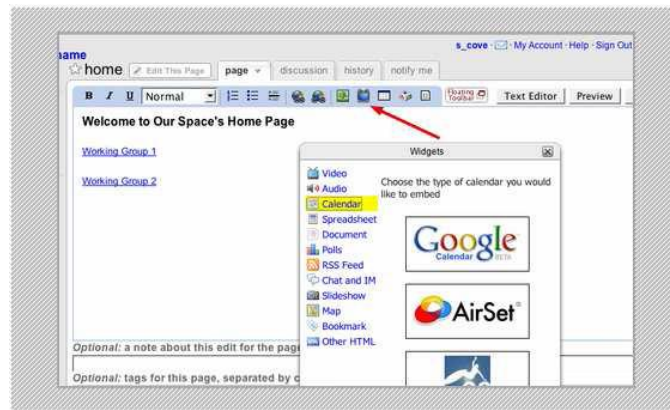 s_cove · My Account · Help · Sign Out
name
home Edit This Page page discussion history notify me
B I U Normal Floating Toolbar Text Editor Preview
Welcome to Our Space's Home Page
Working Group 1
Working Group 2
Widgets
Video
Audio
Calendar
Spreadsheet
Document
Polls
RSS Feed
Chat and IM
Slideshow
Map
Bookmark
Other HTML
Choose the type of calendar you would
like to embed
Google
Calendar BETA
AirSet
Optional: a note about this edit for the page
Optional: tags for this page, separated by c